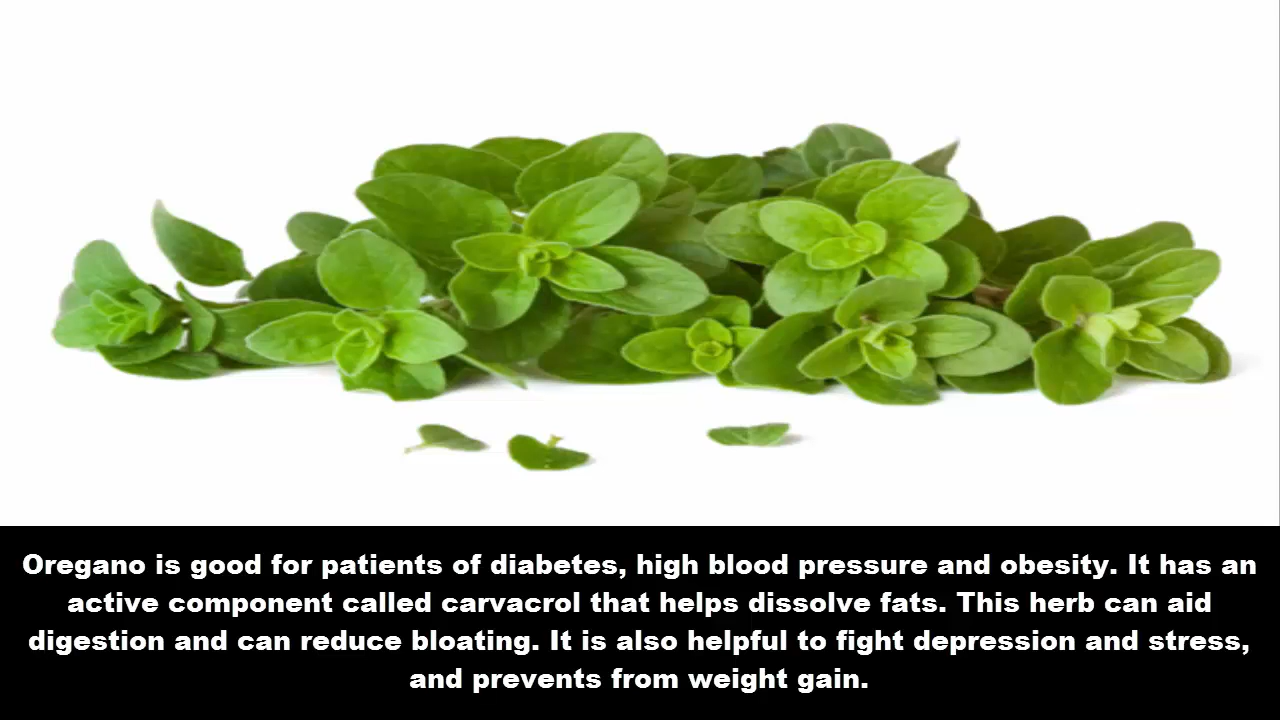 Oregano is good for patients of diabetes, high blood pressure and obesity. It has an
active component called carvacrol that helps dissolve fats. This herb can aid
digestion and can reduce bloating. It is also helpful to fight depression and stress,
and prevents from weight gain.